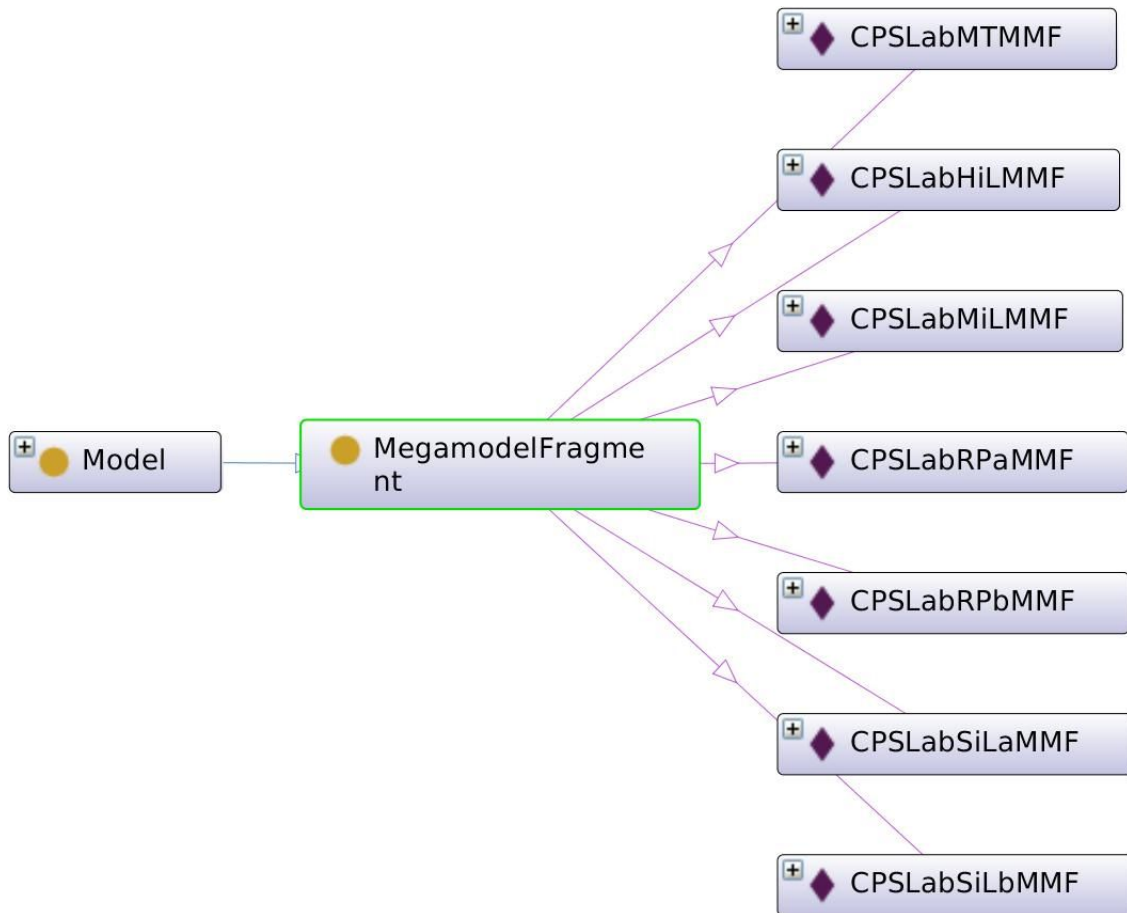 CPSLabMTMMF
CPSLabHiLMMF
CPSLabMiLMMF
Model
MegamodelFragme
nt
CPSLabRPaMMF
CPSLabRPbMMF
CPSLabSiLaMMF
CPSLabSiLbMMF